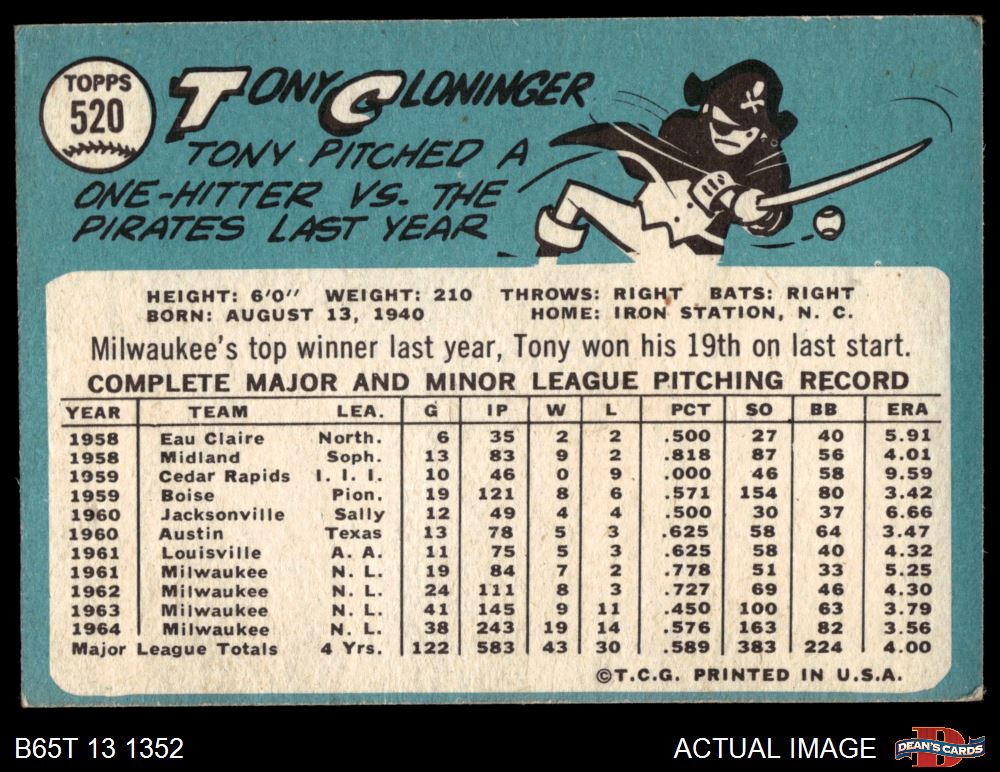 TOPPS
520
TONY CLONINGER
TONY PITCHED A
ONE-HITTER VS. THE
PIRATES LAST YEAR
HEIGHT: 6'0" WEIGHT: 210 THROWS: RIGHT BATS: RIGHT
BORN: AUGUST 13, 1940 HOME: IRON STATION, N. C.
Milwaukee's top winner last year, Tony won his 19th on last start.
COMPLETE MAJOR AND MINOR LEAGUE PITCHING RECORD
YEAR TEAM LEA. G IP W L PCT SO BB ERA
1958 Eau Claire North. 6 35 2 2 .500 27 40 5.91
1958 Midland Soph. 13 83 9 2 .818 87 56 4.01
1959 Cedar Rapids I. I. I. 10 46 0 9 .000 46 58 9.59
1959 Boise Pion. 19 121 8 6 .571 154 80 3.42
1960 Jacksonville Sally 12 49 4 4 .500 30 37 6.66
1960 Austin Texas 13 78 5 3 .625 58 64 3.47
1961 Louisville A. A. 11 75 5 3 .625 58 40 4.32
1961 Milwaukee N. L. 19 84 7 2 .778 51 33 5.25
1962 Milwaukee N. L. 24 111 8 3 .727 69 46 4.30
1963 Milwaukee N. L. 41 145 9 11 .450 100 63 3.79
1964 Milwaukee N. L. 38 243 19 14 .576 163 82 3.56
Major League Totals 4 Yrs. 122 583 43 30 .589 383 224 4.00
©T.C.G. PRINTED IN U.S.A.
B65T 13 1352
ACTUAL IMAGE
D
DEAN'S CARDS